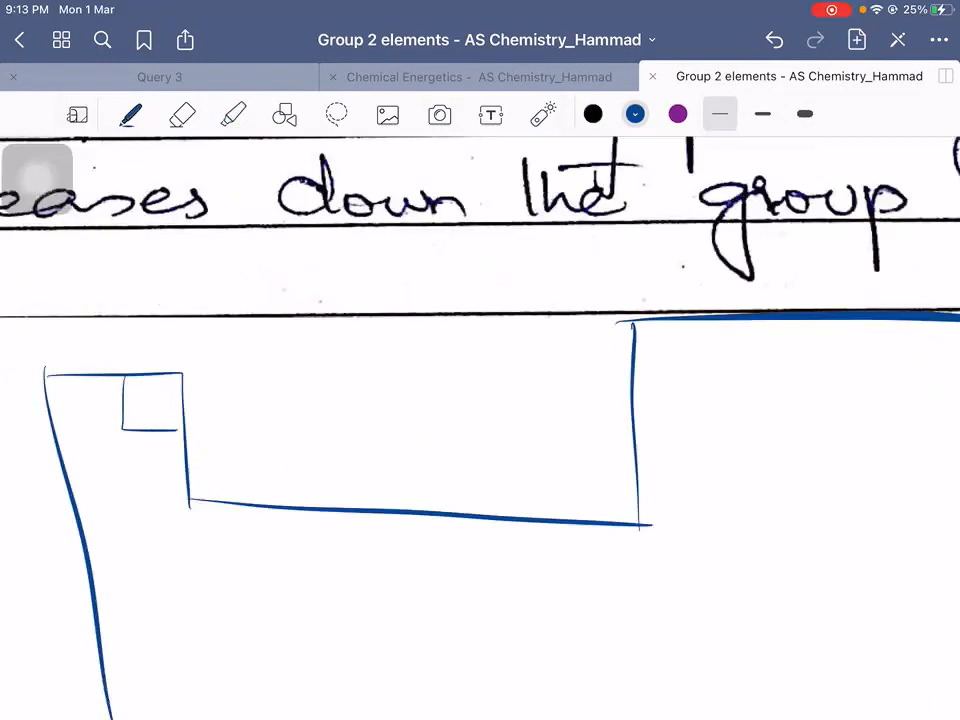 9:13 PM Mon 1 Mar 25%
Group 2 elements - AS Chemistry_Hammad
Query 3 Chemical Energetics - AS Chemistry_Hammad Group 2 elements - AS Chemistry_Hammad
eases down the group